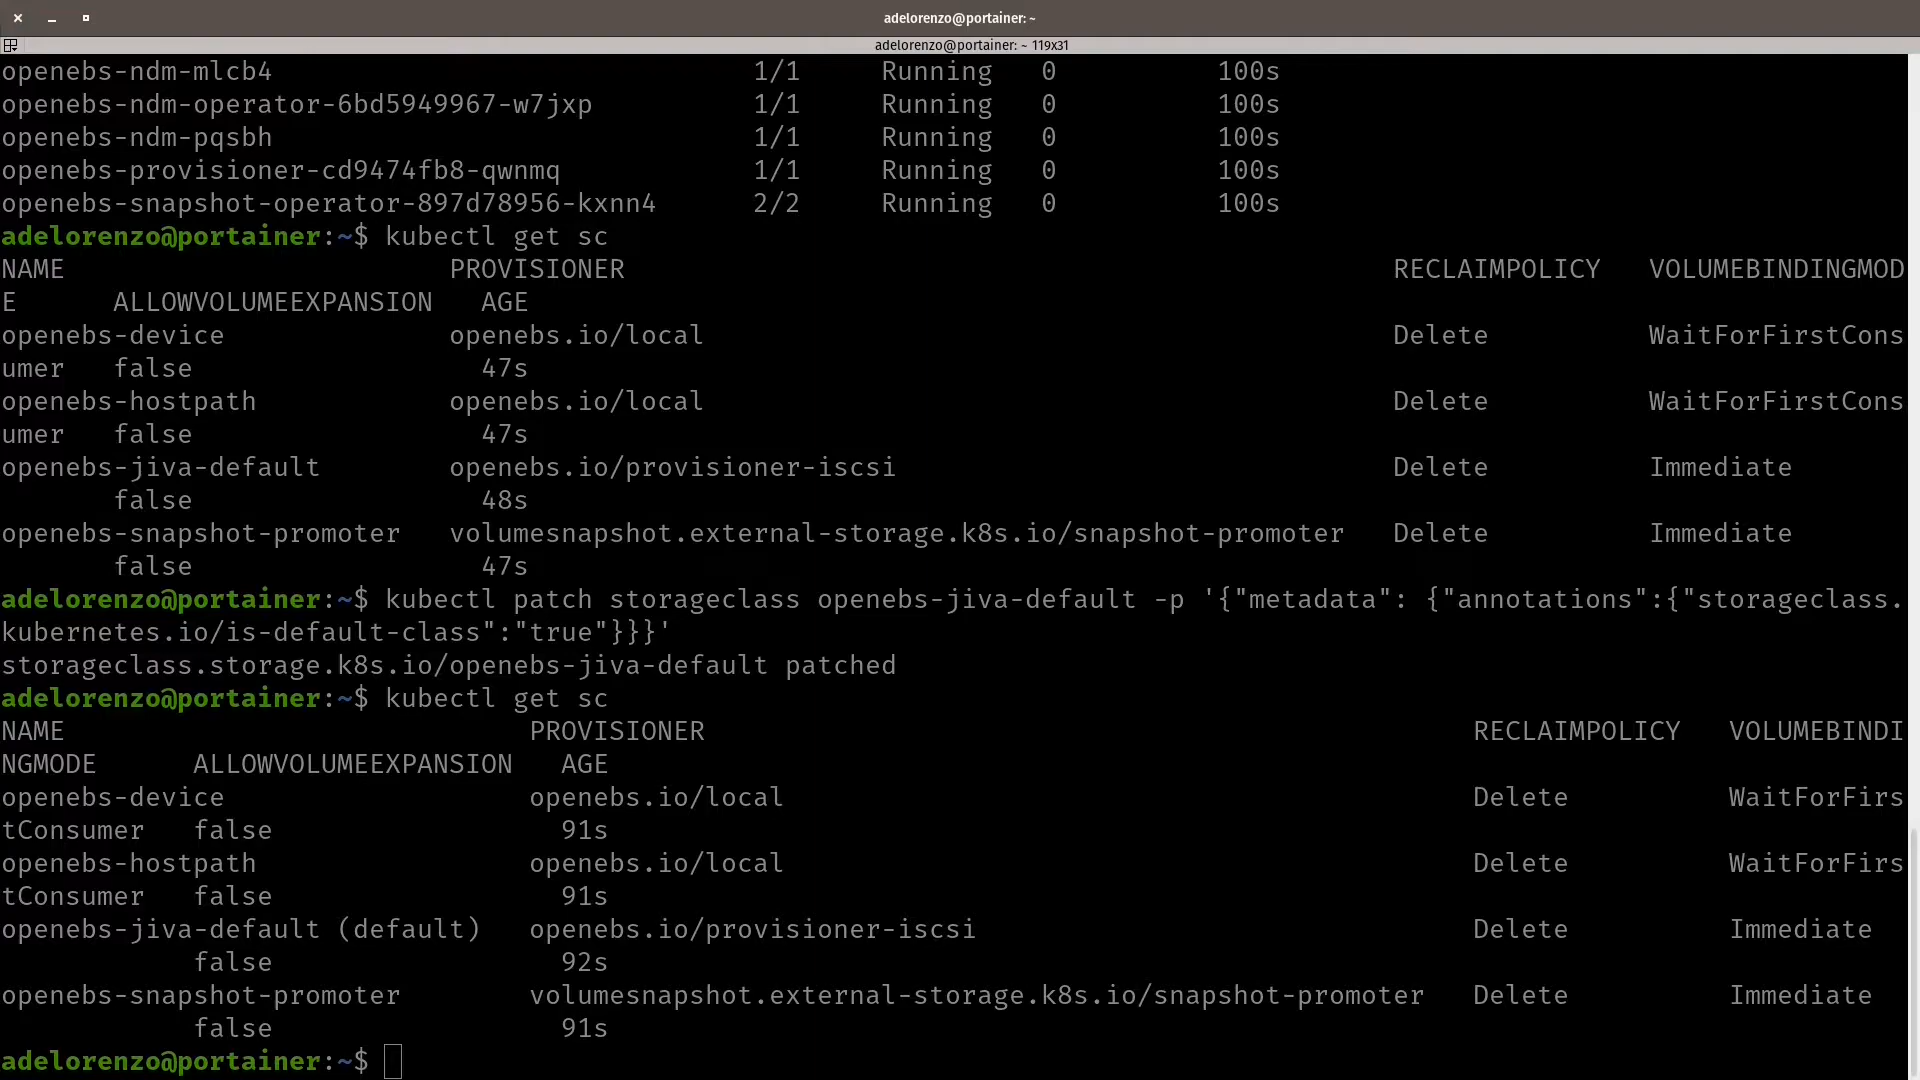 adelorenzo@portainer: ~
adelorenzo@portainer: ~ 119x31
openebs-ndm-mlcb4                              1/1     Running   0          100s
openebs-ndm-operator-6bd5949967-w7jxp          1/1     Running   0          100s
openebs-ndm-pqsbh                              1/1     Running   0          100s
openebs-provisioner-cd9474fb8-qwnmq            1/1     Running   0          100s
openebs-snapshot-operator-897d78956-kxnn4      2/2     Running   0          100s
adelorenzo@portainer:~$ kubectl get sc
NAME                        PROVISIONER                                                RECLAIMPOLICY   VOLUMEBINDINGMOD
E      ALLOWVOLUMEEXPANSION   AGE
openebs-device              openebs.io/local                                           Delete          WaitForFirstCons
umer   false                  47s
openebs-hostpath            openebs.io/local                                           Delete          WaitForFirstCons
umer   false                  47s
openebs-jiva-default        openebs.io/provisioner-iscsi                               Delete          Immediate
       false                  48s
openebs-snapshot-promoter   volumesnapshot.external-storage.k8s.io/snapshot-promoter   Delete          Immediate
       false                  47s
adelorenzo@portainer:~$ kubectl patch storageclass openebs-jiva-default -p '{"metadata": {"annotations":{"storageclass.
kubernetes.io/is-default-class":"true"}}}'
storageclass.storage.k8s.io/openebs-jiva-default patched
adelorenzo@portainer:~$ kubectl get sc
NAME                             PROVISIONER                                                RECLAIMPOLICY   VOLUMEBINDI
NGMODE      ALLOWVOLUMEEXPANSION   AGE
openebs-device                   openebs.io/local                                           Delete          WaitForFirs
tConsumer   false                  91s
openebs-hostpath                 openebs.io/local                                           Delete          WaitForFirs
tConsumer   false                  91s
openebs-jiva-default (default)   openebs.io/provisioner-iscsi                               Delete          Immediate
            false                  92s
openebs-snapshot-promoter        volumesnapshot.external-storage.k8s.io/snapshot-promoter   Delete          Immediate
            false                  91s
adelorenzo@portainer:~$